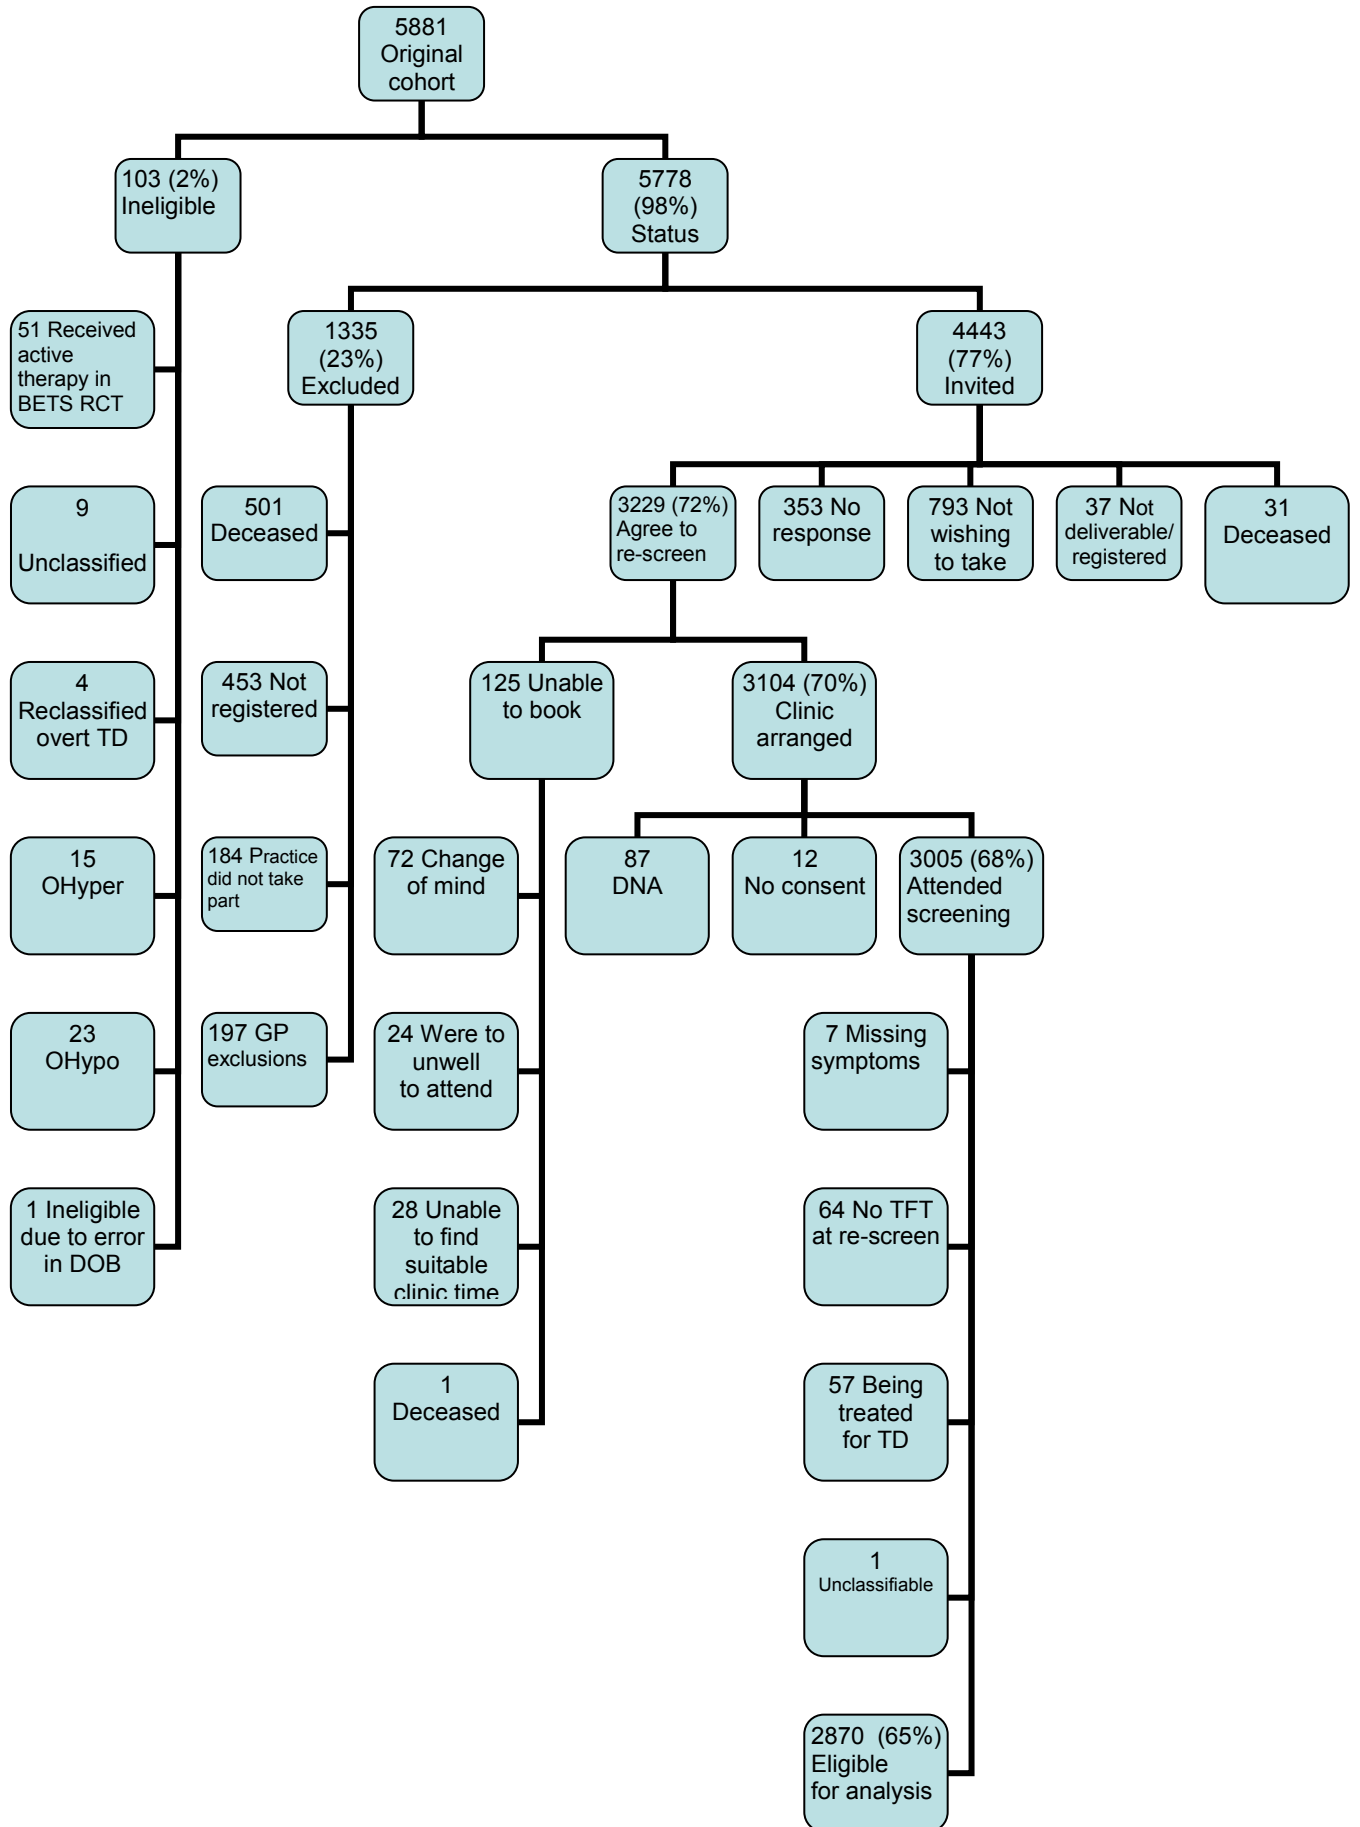 5881
Original
cohort
103 (2%)
Ineligible
5778
(98%)
Status
51 Received
active
therapy in
BETS RCT
1335
(23%)
Excluded
4443
(77%)
Invited
9
Unclassified
501
Deceased
3229 (72%)
Agree to
re-screen
353 No
response
793 Not
wishing
to take
37 Not
deliverable/
registered
31
Deceased
4
Reclassified
overt TD
453 Not
registered
125 Unable
to book
3104 (70%)
Clinic
arranged
15
OHyper
184 Practice
did not take
part
72 Change
of mind
87
DNA
12
No consent
3005 (68%)
Attended
screening
23
OHypo
197 GP
exclusions
24 Were to
unwell
to attend
7 Missing
symptoms
1 Ineligible
due to error
in DOB
28 Unable
to find
suitable
clinic time
64 No TFT
at re-screen
1
Deceased
57 Being
treated
for TD
1
Unclassifiable
2870 (65%)
Eligible
for analysis